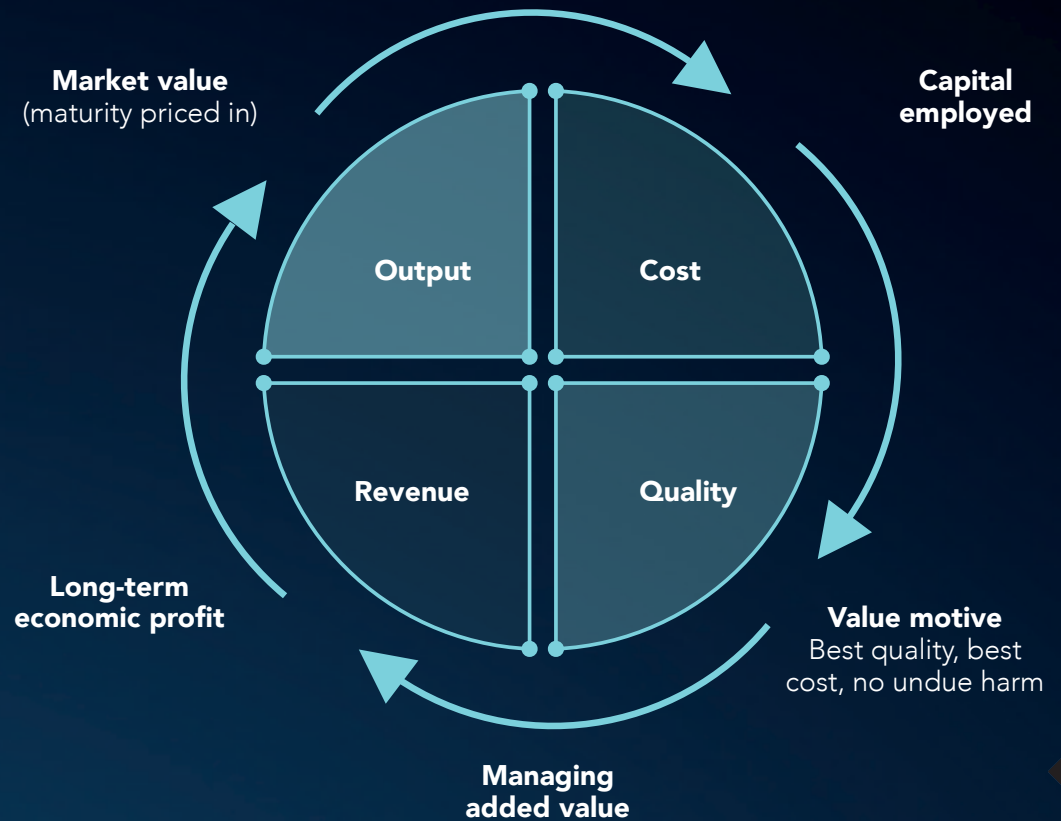 Market value
(maturity priced in)
Capital
employed
Output
Cost
Revenue
Quality
Long-term
economic profit
Value motive
Best quality, best
cost, no undue harm
Managing
added value